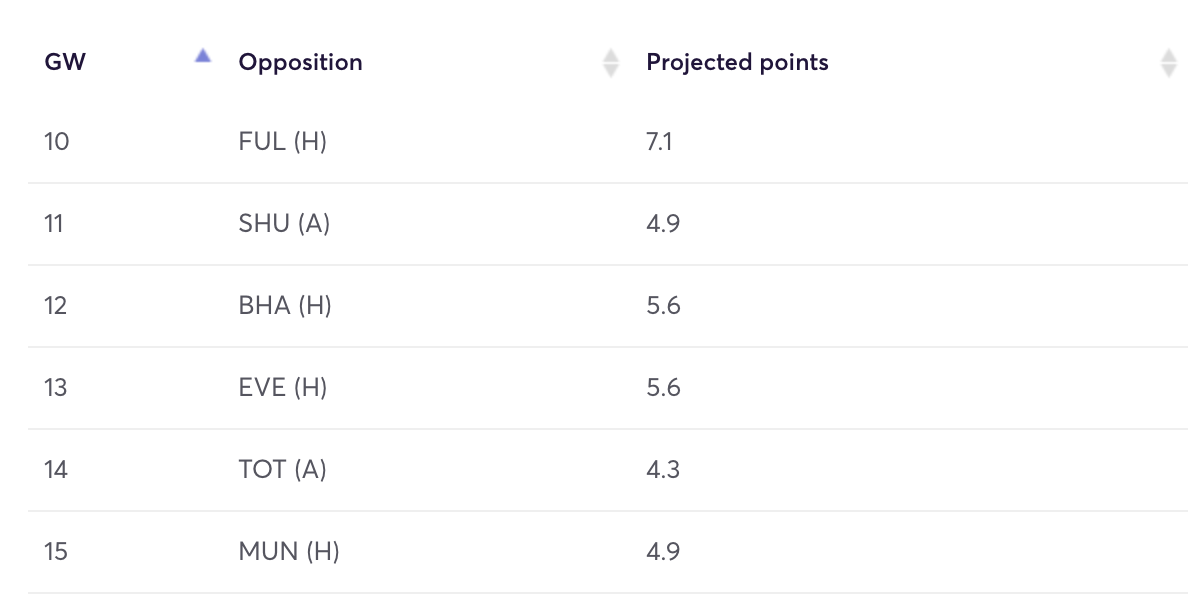 GW Opposition Projected points
10 FUL (H) 7.1
11 SHU (A) 4.9
12 BHA (H) 5.6
13 EVE (H) 5.6
14 TOT (A) 4.3
15 MUN (H) 4.9